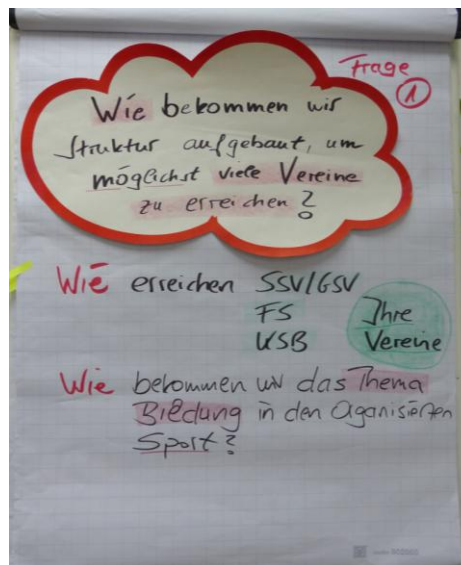 Frage
1
Wie bekommen wir
Struktur aufgebaut, um
möglichst viele Vereine
zu erreichen?
Wie erreichen SSV/GSV
FS Ihre
KSB Vereine
Wie bekommen wir das Thema
Bildung in den Oganisierten
Sport?